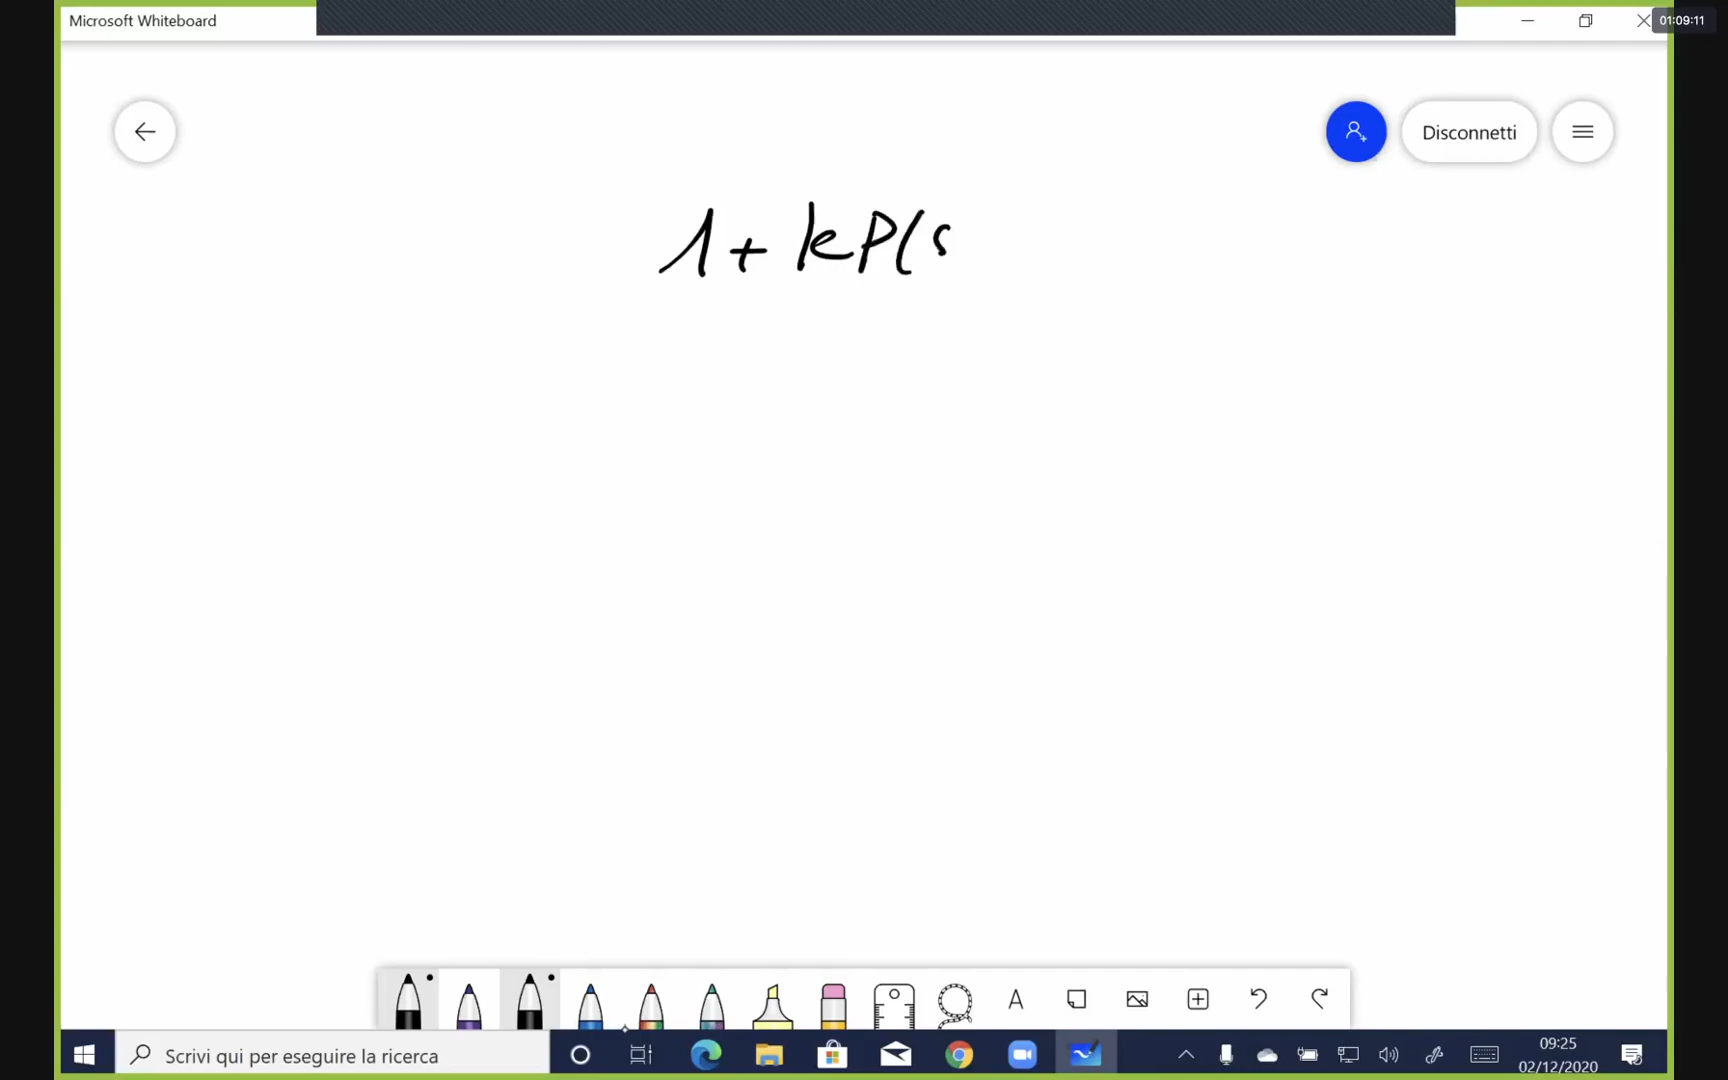 Microsoft Whiteboard
01:09:11
Disconnetti
1 + kP(s
A
Scrivi qui per eseguire la ricerca
09:25
02/12/2020